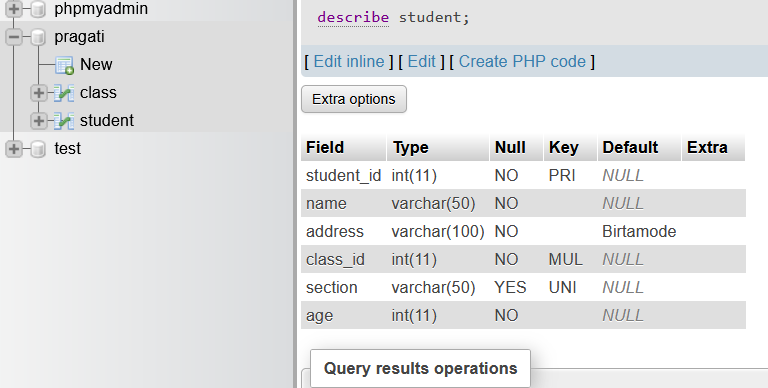 phpmyadmin
pragati
New
class
student
test
describe student;
[ Edit inline ] [ Edit ] [ Create PHP code ]
Extra options
Field Type Null Key Default Extra
student_id int(11) NO PRI NULL
name varchar(50) NO NULL
address varchar(100) NO Birtamode
class_id int(11) NO MUL NULL
section varchar(50) YES UNI NULL
age int(11) NO NULL
Query results operations